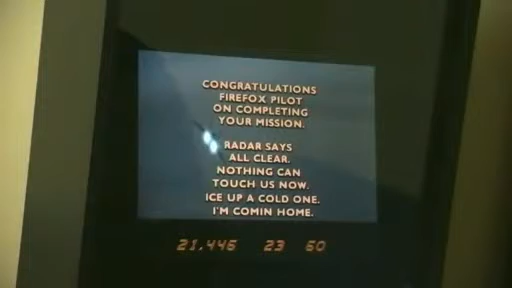 CONGRATULATIONS
FIREFOX PILOT
ON COMPLETING
YOUR MISSION.
RADAR SAYS
ALL CLEAR.
NOTHING CAN
TOUCH US NOW.
ICE UP A COLD ONE.
I'M COMIN HOME.
21,446 23 60